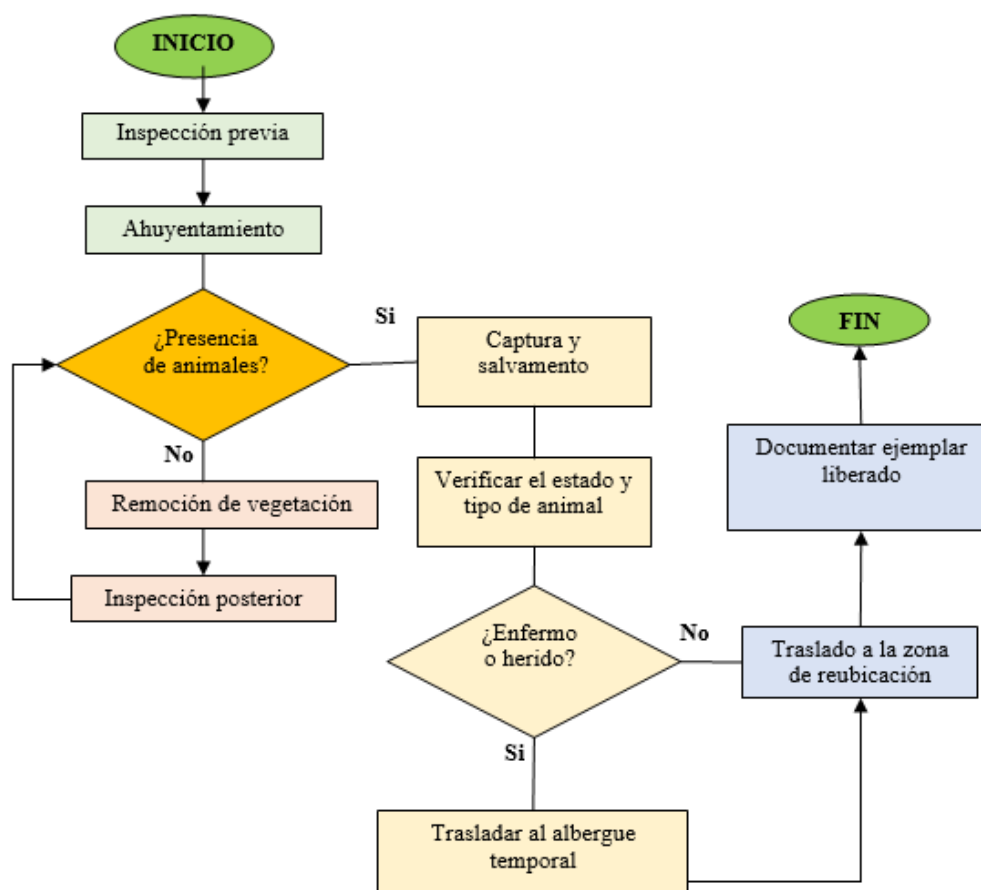 INICIO
Inspección previa
Ahuyentamiento
¿Presencia
de animales?
Si
No
Remoción de vegetación
Inspección posterior
Captura y
salvamento
Verificar el estado y
tipo de animal
¿Enfermo
o herido?
No
Si
Trasladar al albergue
temporal
Traslado a la zona
de reubicación
Documentar ejemplar
liberado
FIN